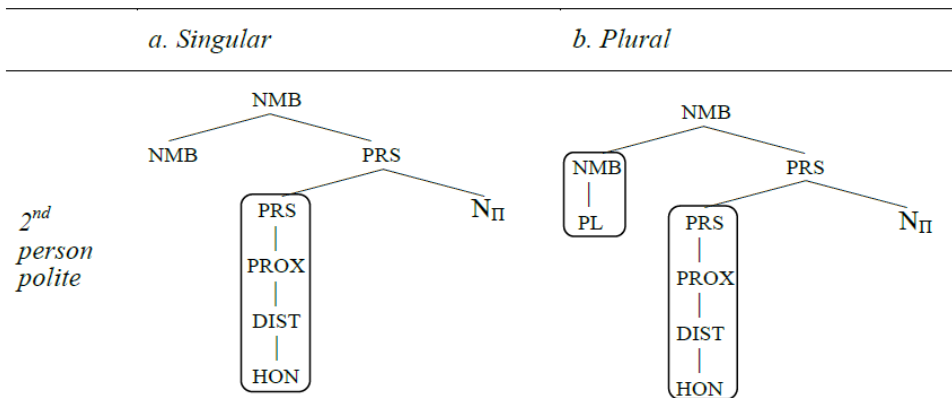 a. Singular b. Plural
2nd person polite
NMB
NMB PRS
PRS NΠ
PROX
DIST
HON
NMB
NMB PRS
PL PRS NΠ
PROX
DIST
HON